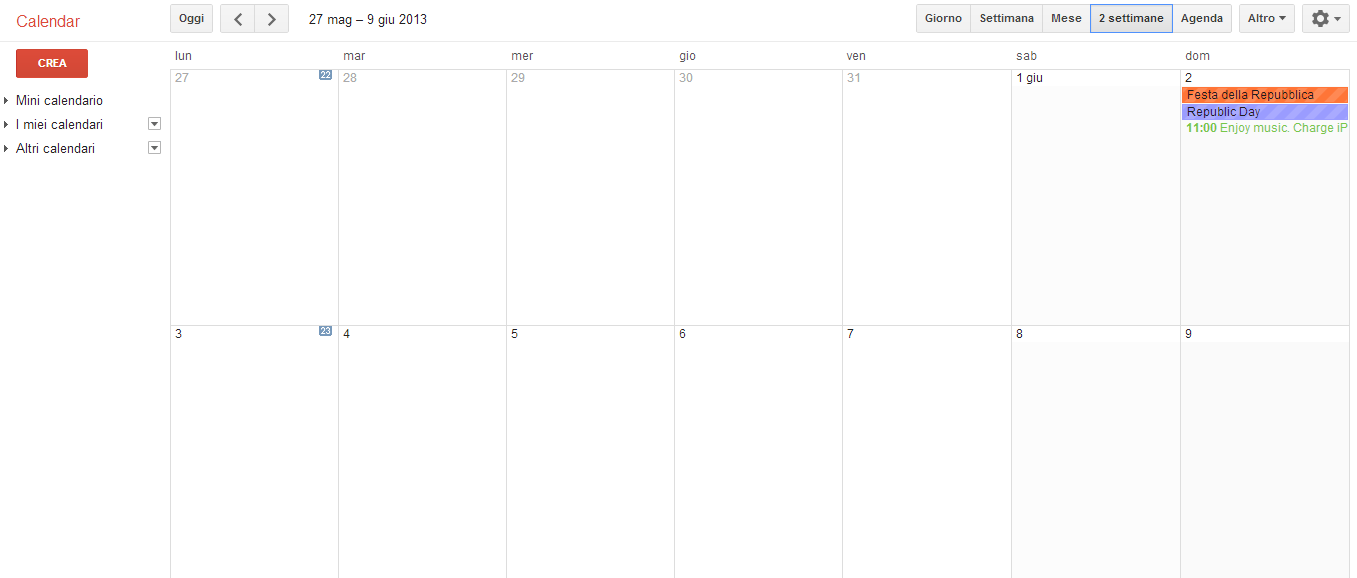 Calendar
Oggi
27 mag – 9 giu 2013
Giorno
Settimana
Mese
2 settimane
Agenda
Altro
CREA
Mini calendario
I miei calendari
Altri calendari
lun mar mer gio ven sab dom
27 22 28 29 30 31 1 giu 2
Festa della Repubblica
Republic Day
11:00 Enjoy music. Charge iP
3 23 4 5 6 7 8 9